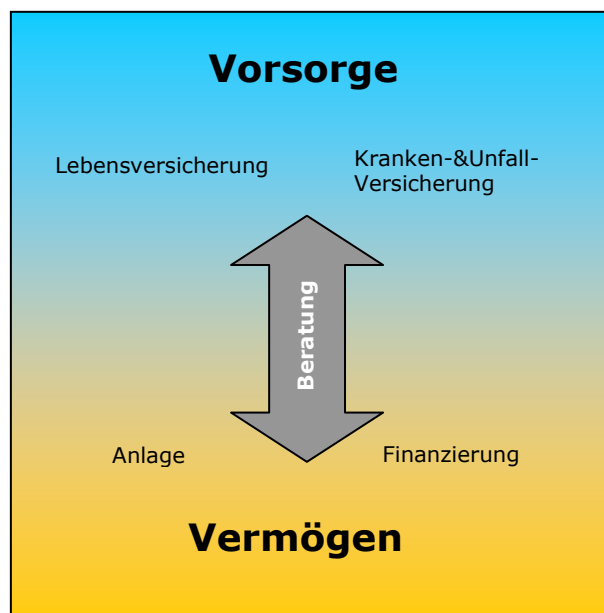 Vorsorge
Lebensversicherung
Kranken-&Unfall-
Versicherung
Beratung
Anlage
Finanzierung
Vermögen